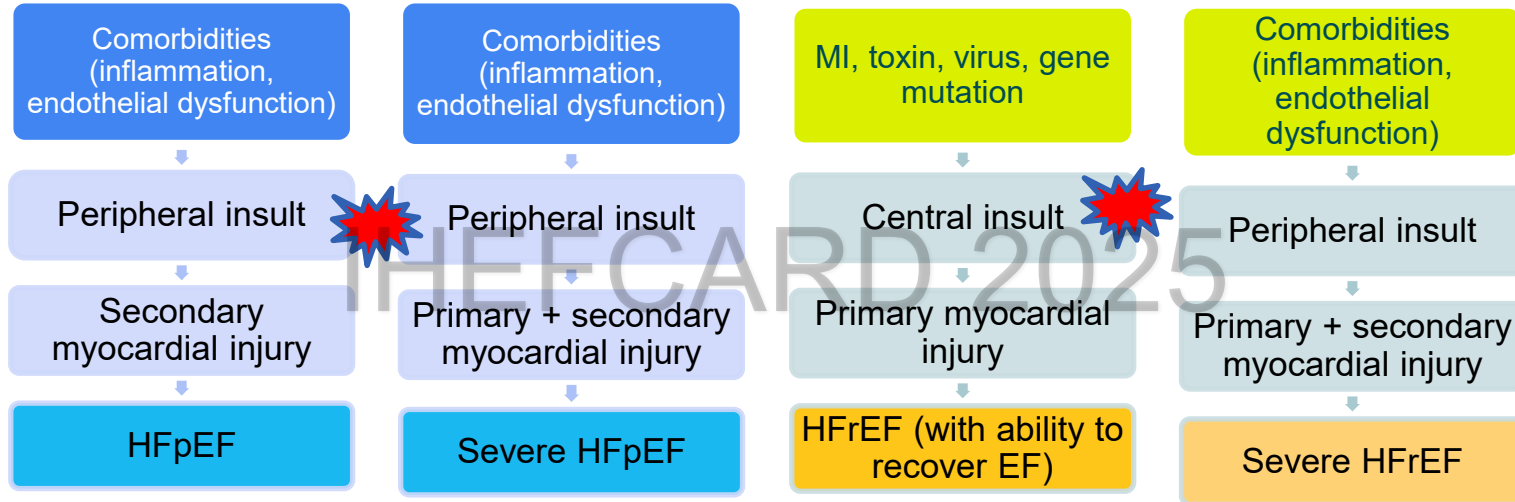 Comorbidities
(inflammation,
endothelial dysfunction)
Peripheral insult
Secondary
myocardial injury
HFpEF
Comorbidities
(inflammation,
endothelial dysfunction)
Peripheral insult
Primary + secondary
myocardial injury
Severe HFpEF
MI, toxin, virus, gene
mutation
Central insult
Primary myocardial
injury
HFrEF (with ability to
recover EF)
Comorbidities
(inflammation,
endothelial
dysfunction)
Peripheral insult
Primary + secondary
myocardial injury
Severe HFrEF
IHEFCARD 2025